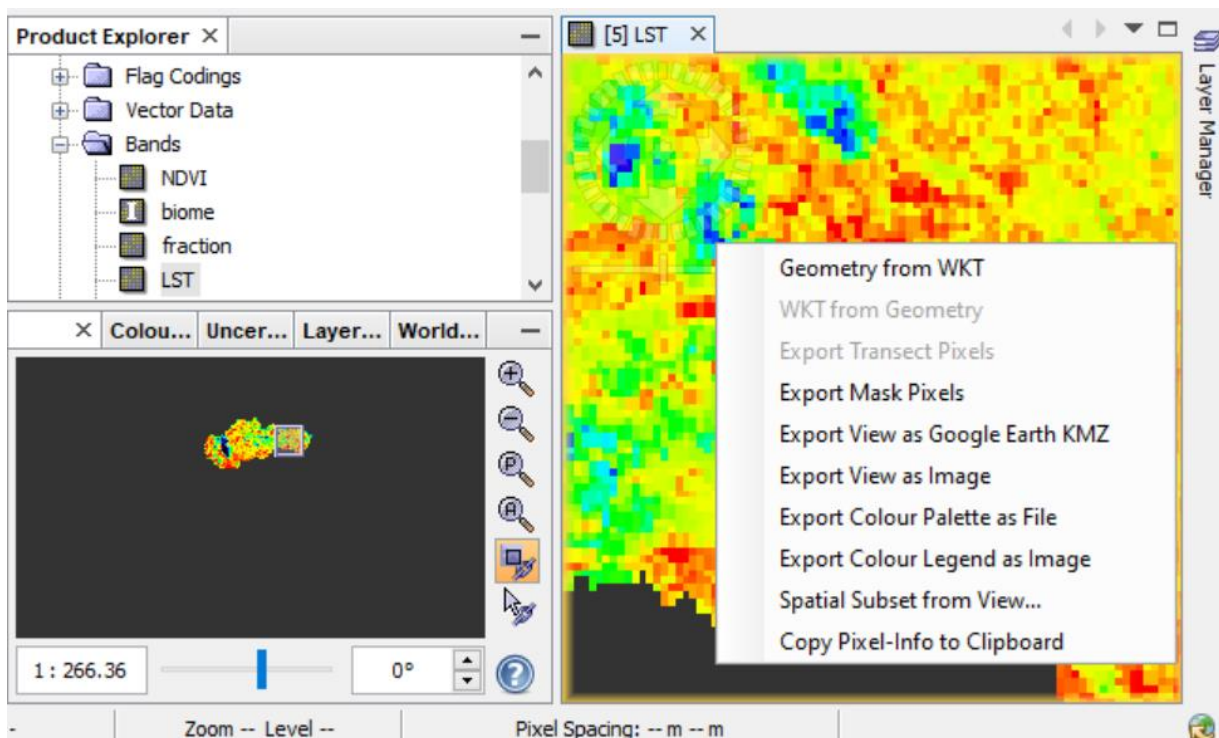 Product Explorer
Flag Codings
Vector Data
Bands
NDVI
biome
fraction
LST
Colou...
Uncer...
Layer...
World...
1 : 266.36
0°
[5] LST
Layer Manager
Geometry from WKT
WKT from Geometry
Export Transect Pixels
Export Mask Pixels
Export View as Google Earth KMZ
Export View as Image
Export Colour Palette as File
Export Colour Legend as Image
Spatial Subset from View...
Copy Pixel-Info to Clipboard
- Zoom -- Level -- Pixel Spacing: -- m -- m